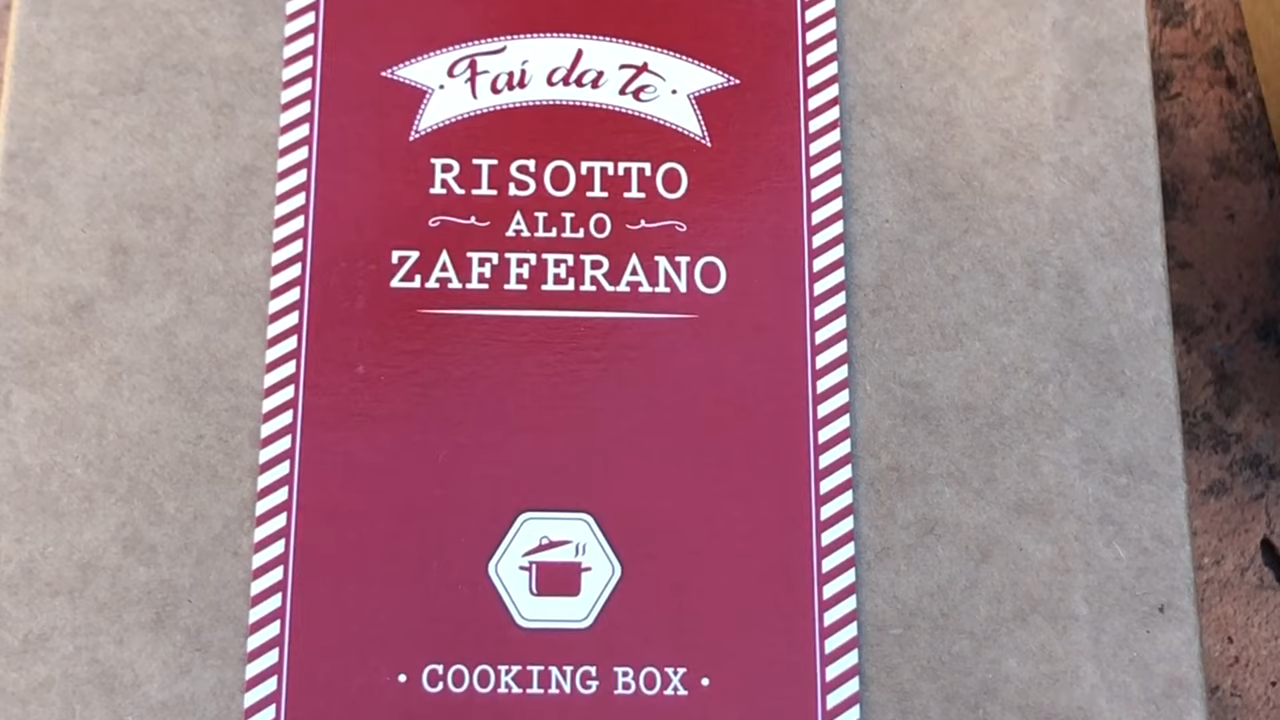 Fai da te
RISOTTO
ALLO
ZAFFERANO
· COOKING BOX ·